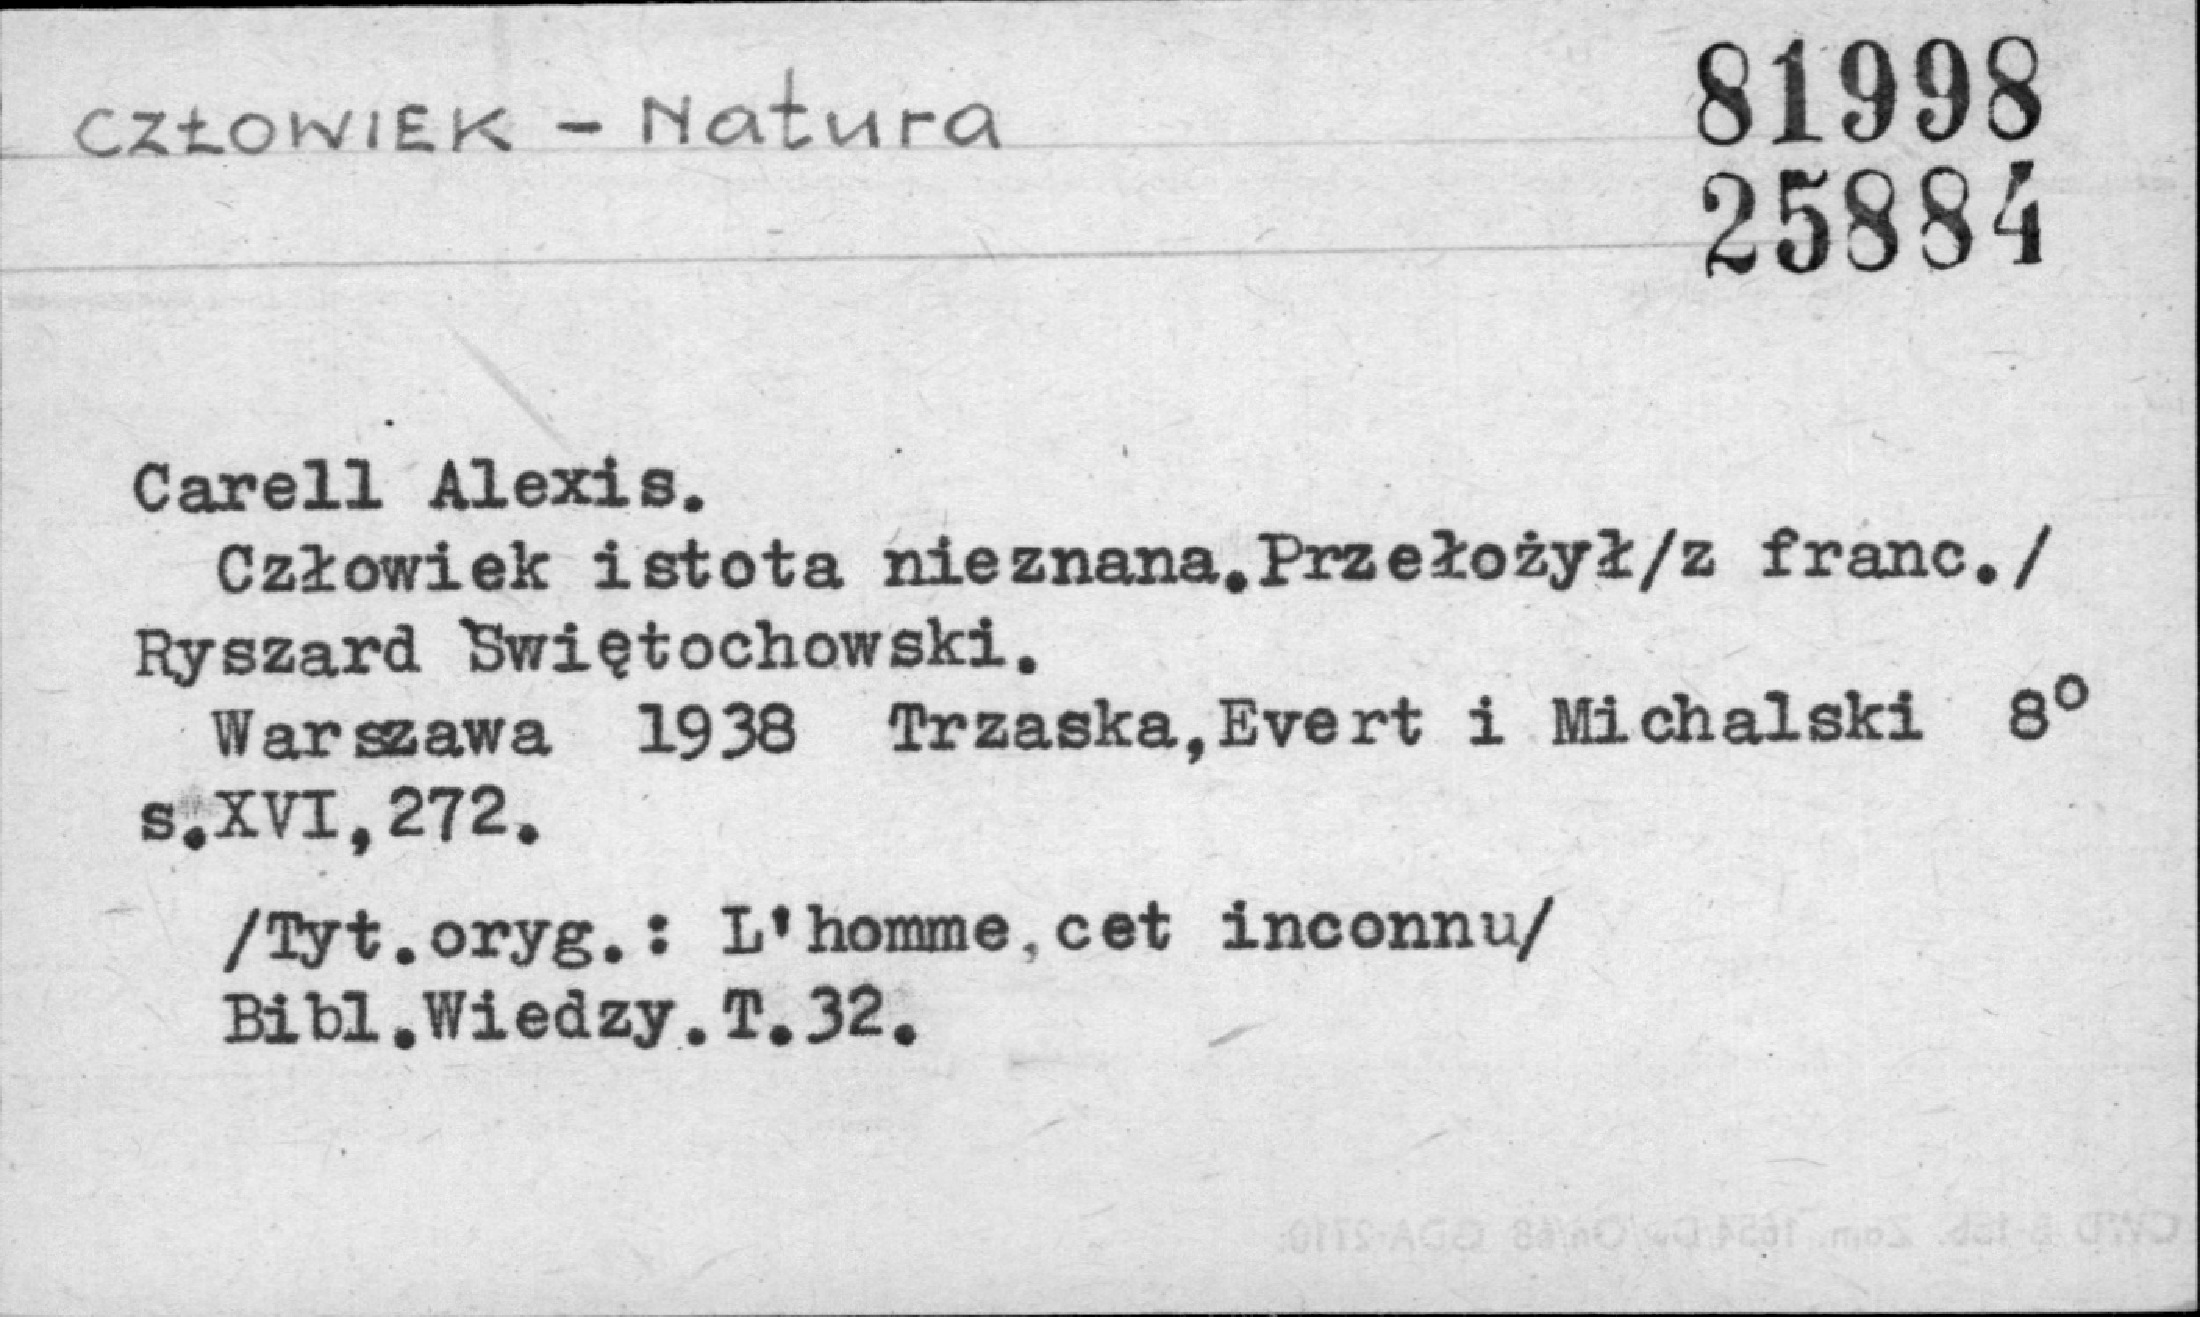 CZŁOWIEK - Natura
81998
25884
Carell Alexis.
Człowiek istota nieznana.Przełożył/z franc./
Ryszard Świętochowski.
Warszawa 1938 Trzaska,Evert i Michalski 8°
s.XVI,272.
/Tyt.oryg.: L'homme,cet inconnu/
Bibl.Wiedzy.T.32.